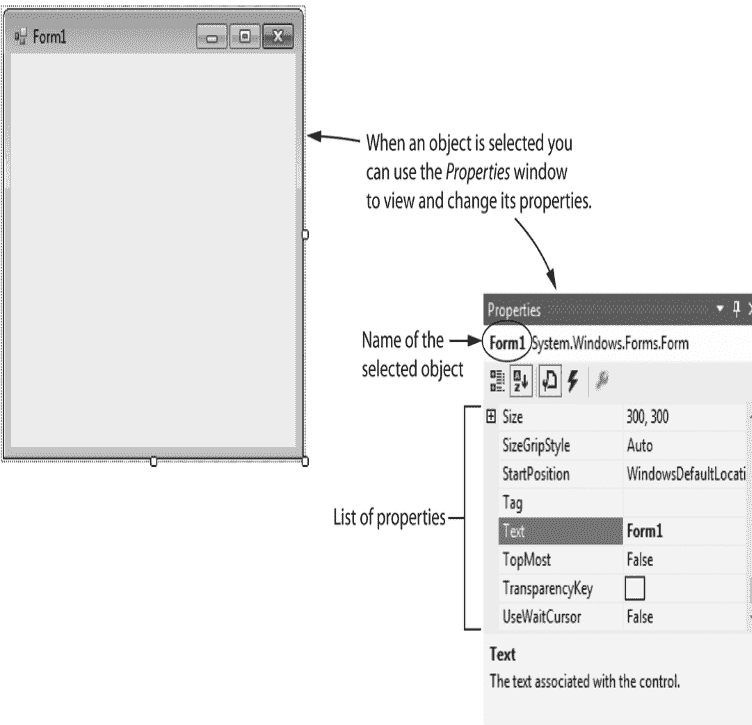 Form1
When an object is selected you
can use the Properties window
to view and change its properties.
Properties
Name of the
selected object
Form1 System.Windows.Forms.Form
List of properties
Size 300, 300
SizeGripStyle Auto
StartPosition WindowsDefaultLocati
Tag
Text Form1
TopMost False
TransparencyKey
UseWaitCursor False
Text
The text associated with the control.